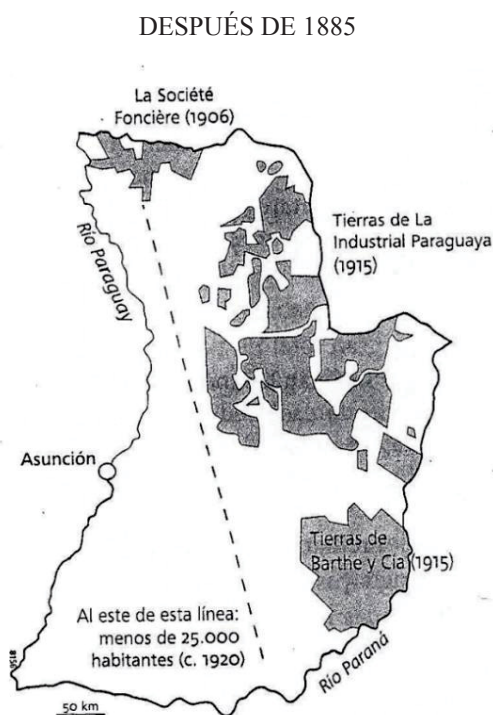 DESPUÉS DE 1885
La Société
Foncière (1906)
Río Paraguay
Tierras de La
Industrial Paraguaya
(1915)
Asunción
Tierras de
Barthe y Cia (1915)
Al este de esta línea:
menos de 25.000
habitantes (c. 1920)
Río Paraná
50 km